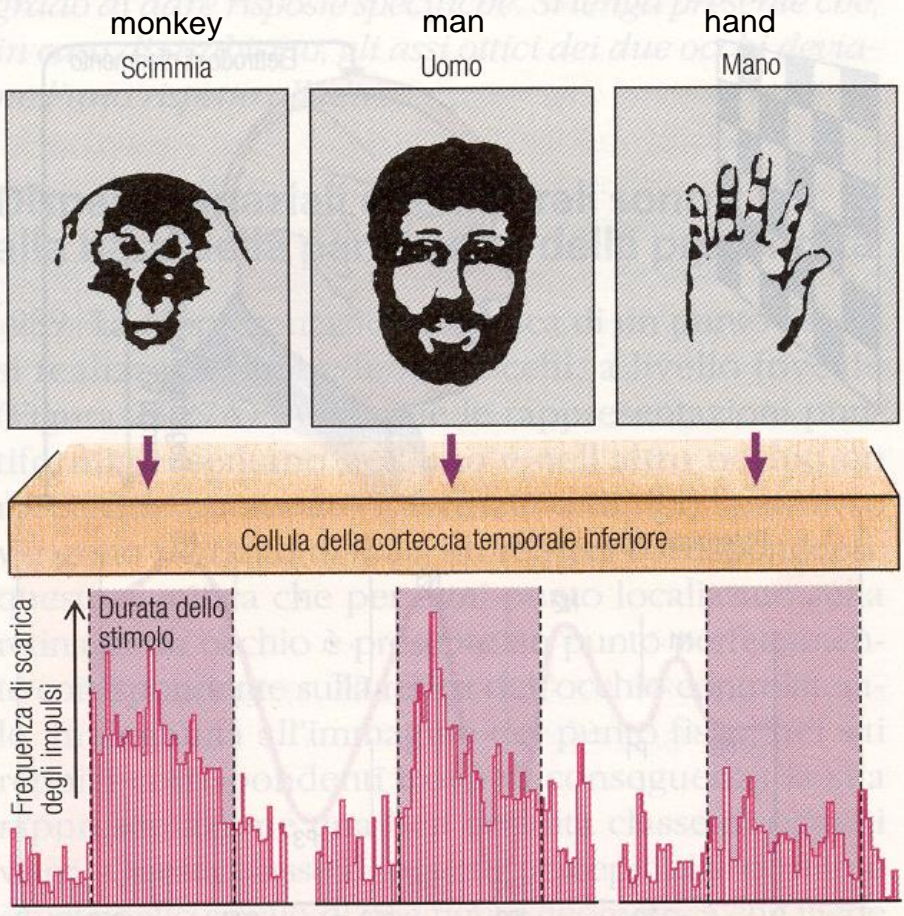 monkey man hand
Scimmia Uomo Mano
Cellula della corteccia temporale inferiore
Frequenza di scarica
degli impulsi
Durata dello
stimolo